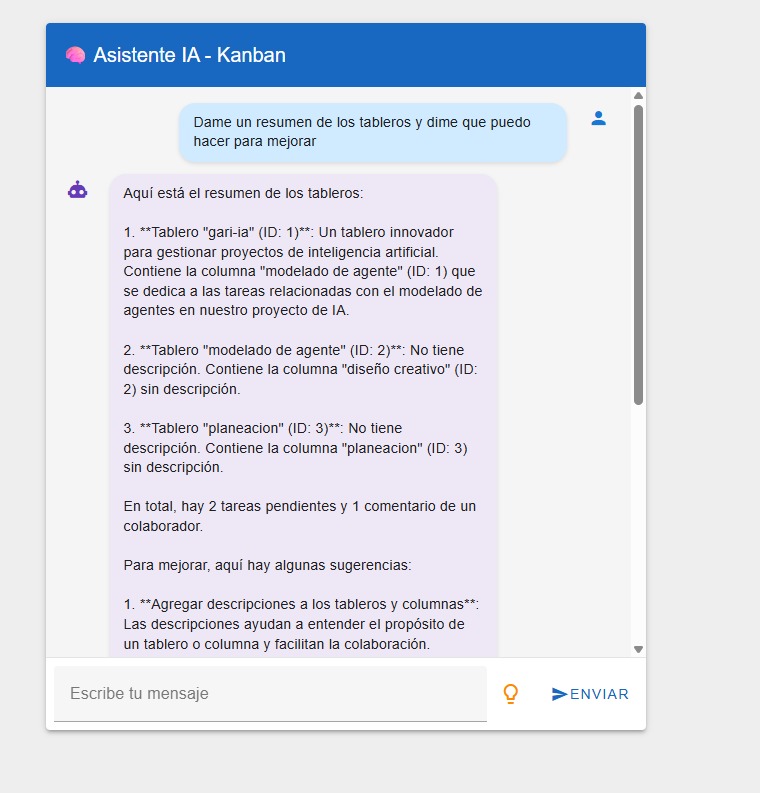 Asistente IA - Kanban
Dame un resumen de los tableros y dime que puedo
hacer para mejorar
Aquí está el resumen de los tableros:
1. **Tablero "gari-ia" (ID: 1)**: Un tablero innovador
para gestionar proyectos de inteligencia artificial.
Contiene la columna "modelado de agente" (ID: 1) que
se dedica a las tareas relacionadas con el modelado de
agentes en nuestro proyecto de IA.
2. **Tablero "modelado de agente" (ID: 2)**: No tiene
descripción. Contiene la columna "diseño creativo" (ID:
2) sin descripción.
3. **Tablero "planeacion" (ID: 3)**: No tiene
descripción. Contiene la columna "planeacion" (ID: 3)
sin descripción.
En total, hay 2 tareas pendientes y 1 comentario de un
colaborador.
Para mejorar, aquí hay algunas sugerencias:
1. **Agregar descripciones a los tableros y columnas**:
Las descripciones ayudan a entender el propósito de
un tablero o columna y facilitan la colaboración.
Escribe tu mensaje
ENVIAR